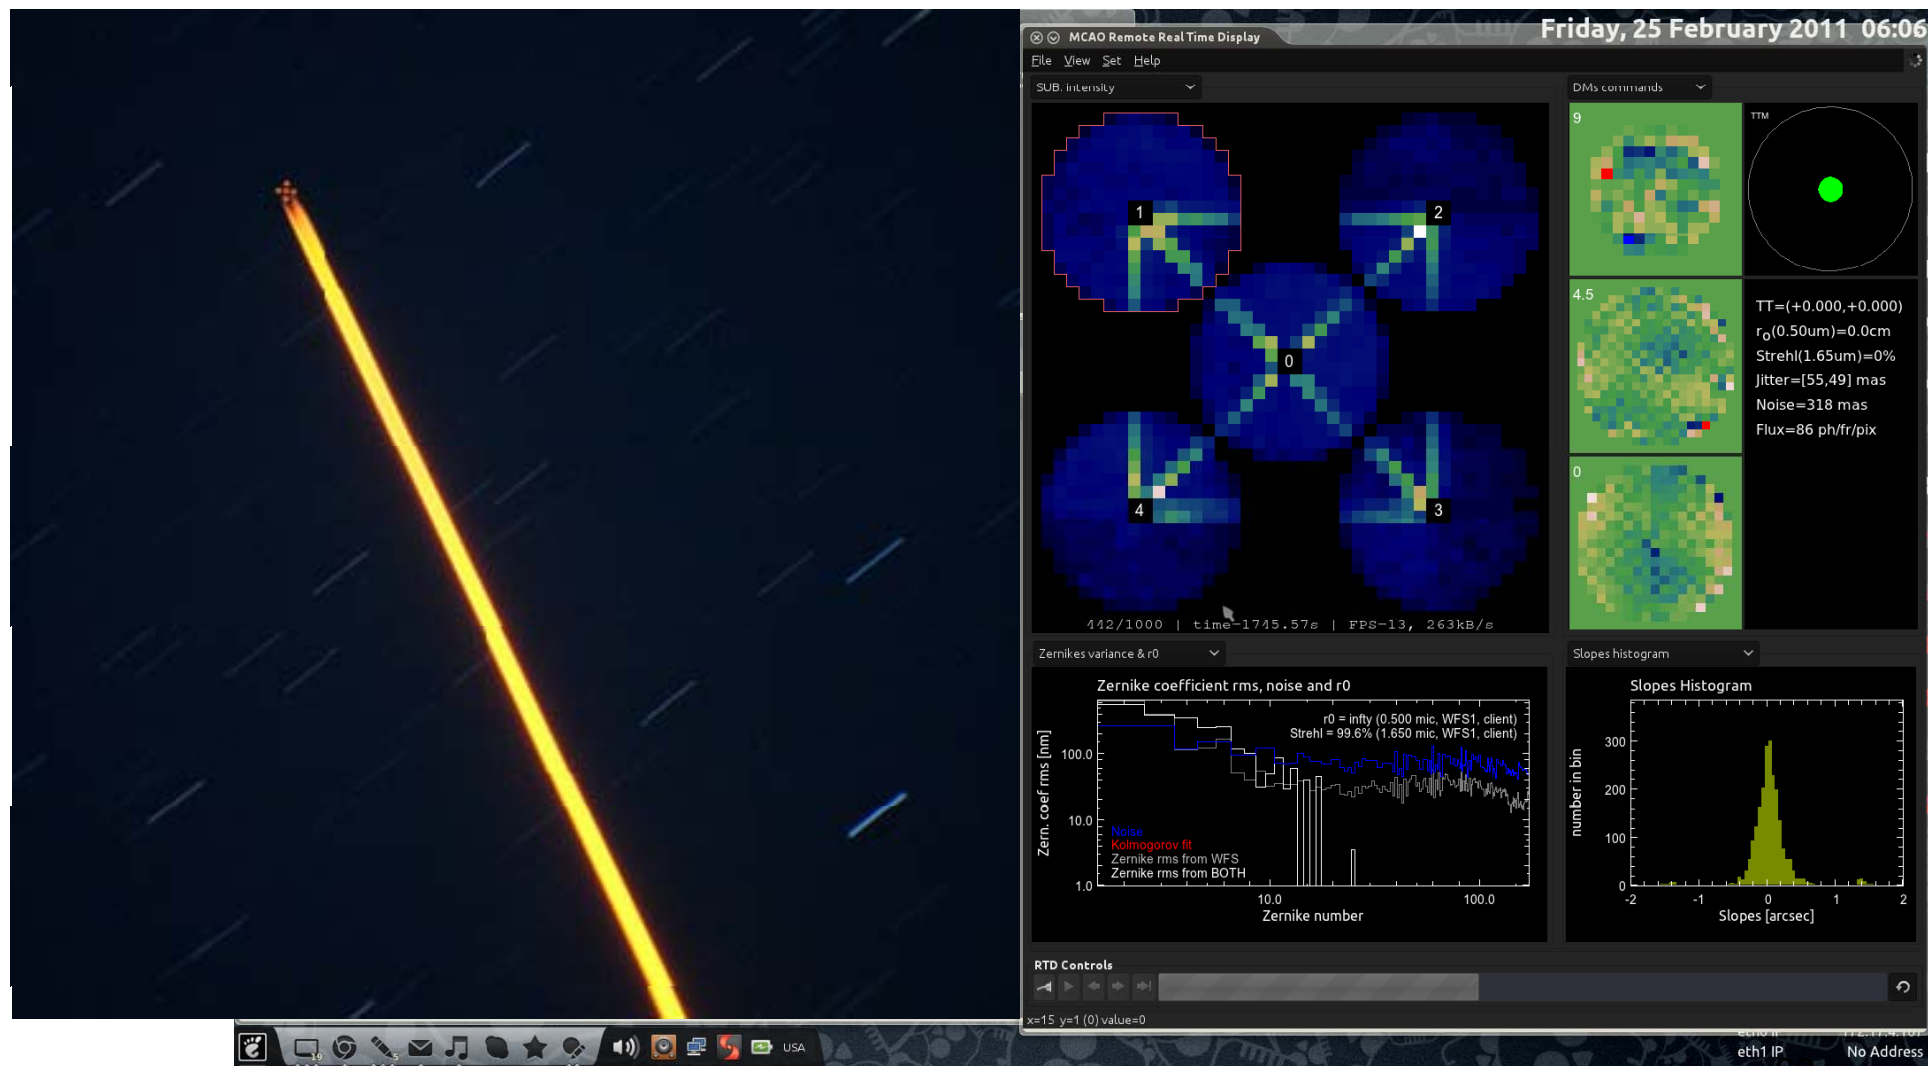 Friday, 25 February 2011 06:06
MCAO Remote Real Time Display
File View Set Help
SUB. intensity
DMs commands
1
2
0
4
3
442/1000 | time-1745.57s | FPS-13, 263kB/s
9
TTM
4.5
0
TT=(+0.000,+0.000)
ro(0.50um)=0.0cm
Strehl(1.65um)=0%
Jitter=[55,49] mas
Noise=318 mas
Flux=86 ph/fr/pix
Zernikes variance & r0
Zernike coefficient rms, noise and r0
r0 = infty (0.500 mic, WFS1, client)
Strehl = 99.6% (1.650 mic, WFS1, client)
Zern. coef rms [nm]
100.0
10.0
1.0
Noise
Kolmogorov fit
Zernike rms from WFS
Zernike rms from BOTH
10.0 100.0
Zernike number
Slopes histogram
Slopes Histogram
number in bin
300
200
100
0
-2 -1 0 1 2
Slopes [arcsec]
RTD Controls
x=15 y=1 (0) value=0
19
5
USA
eth1 IP No Address